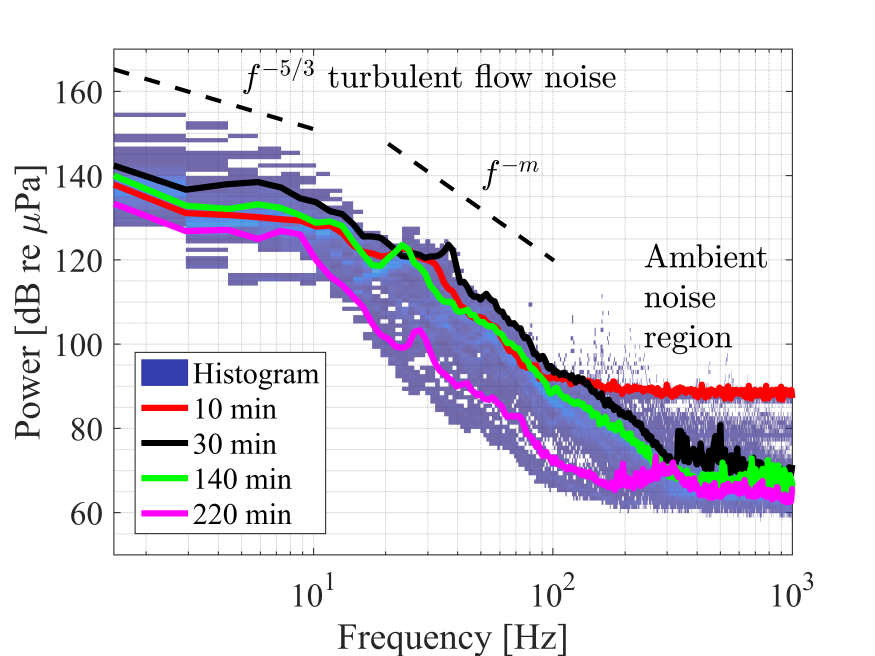 f^{-5/3} turbulent flow noise
f^{-m}
Ambient
noise
region
Power [dB re μPa]
160
140
120
100
80
60
Histogram
10 min
30 min
140 min
220 min
10^1
10^2
10^3
Frequency [Hz]